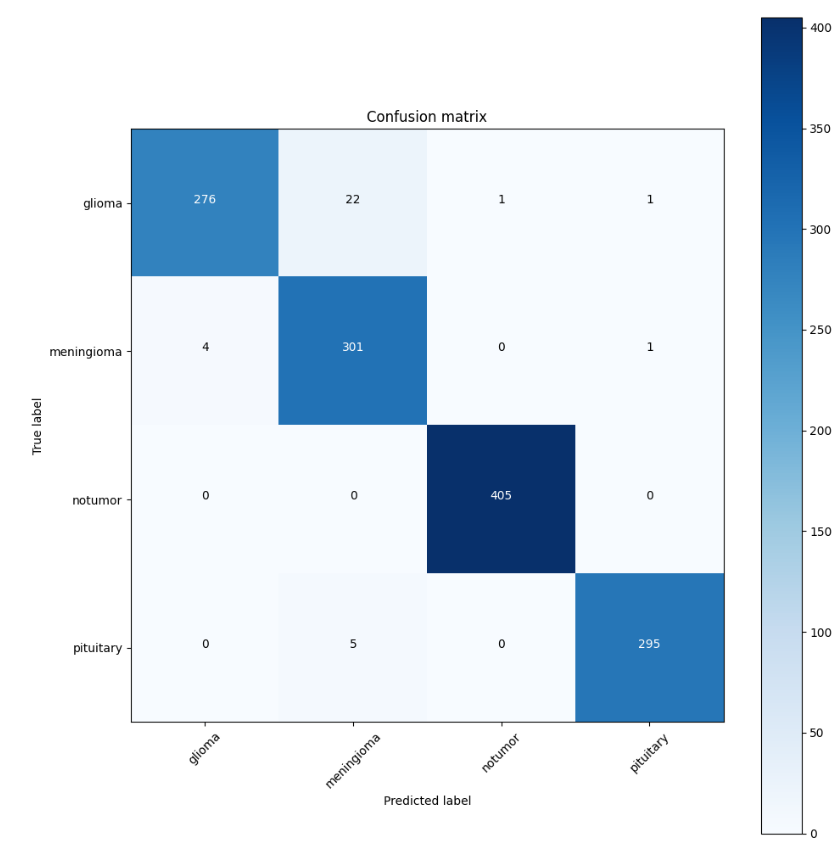 Confusion matrix
glioma 276 22 1 1
meningioma 4 301 0 1
notumor 0 0 405 0
pituitary 0 5 0 295
True label
glioma meningioma notumor pituitary
Predicted label
400
350
300
250
200
150
100
50
0